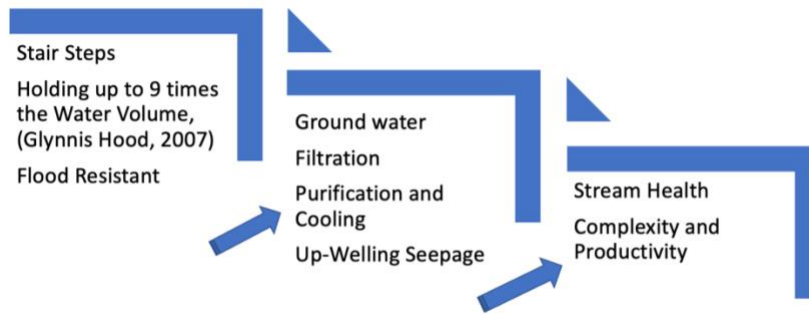 Stair Steps
Holding up to 9 times
the Water Volume,
(Glynnis Hood, 2007)
Flood Resistant
Ground water
Filtration
Purification and
Cooling
Up-Welling Seepage
Stream Health
Complexity and
Productivity